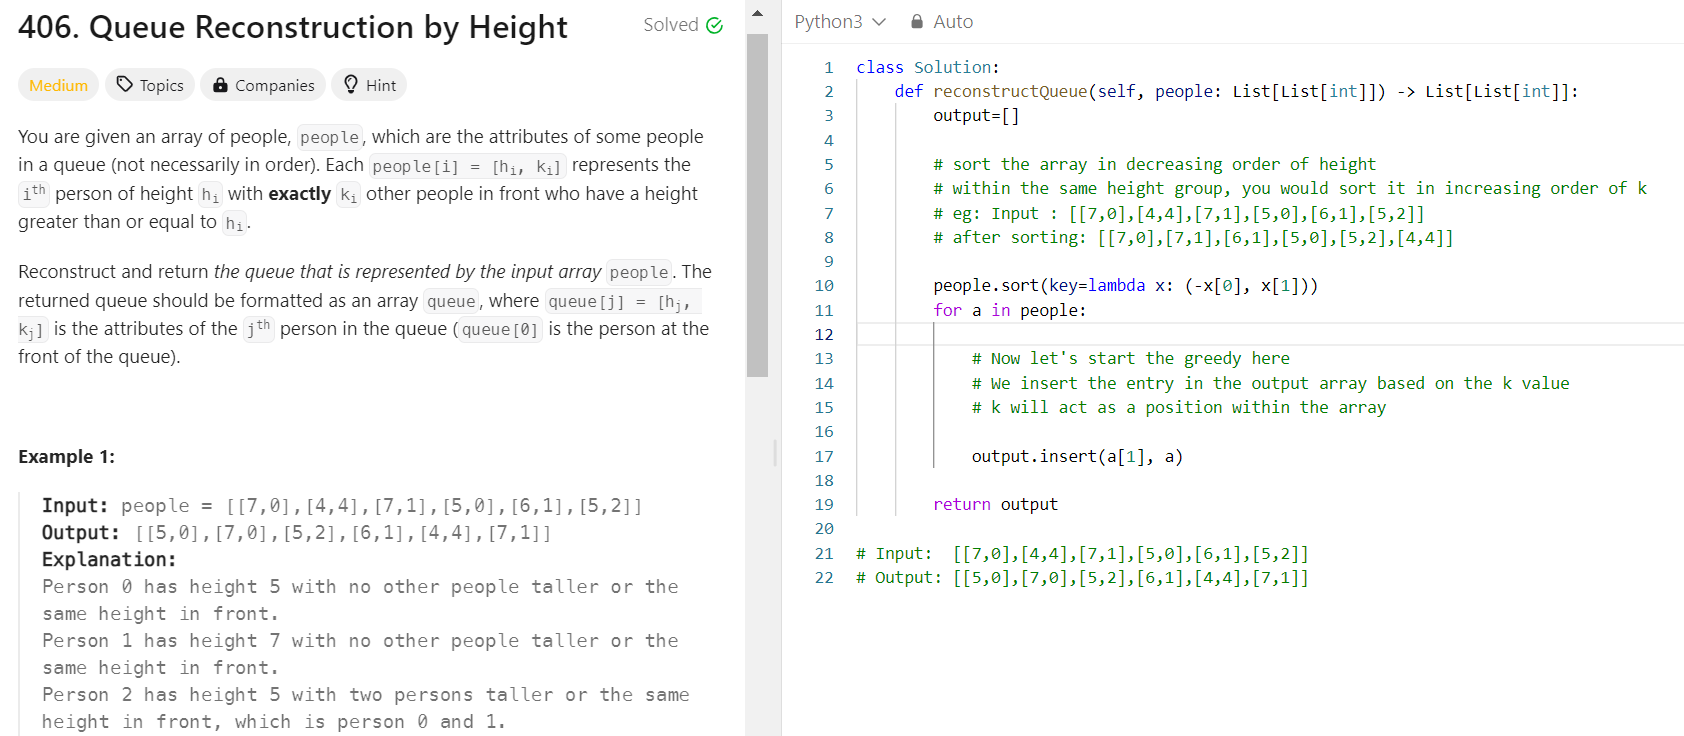 406. Queue Reconstruction by Height
Solved
Medium
Topics
Companies
Hint
You are given an array of people, people, which are the attributes of some people
in a queue (not necessarily in order). Each people[i] = [hi, ki] represents the
ith person of height hi with exactly ki other people in front who have a height
greater than or equal to hi.
Reconstruct and return the queue that is represented by the input array people. The
returned queue should be formatted as an array queue, where queue[j] = [hj,
kj] is the attributes of the jth person in the queue (queue[0] is the person at the
front of the queue).
Example 1:
Input: people = [[7,0],[4,4],[7,1],[5,0],[6,1],[5,2]]
Output: [[5,0],[7,0],[5,2],[6,1],[4,4],[7,1]]
Explanation:
Person 0 has height 5 with no other people taller or the
same height in front.
Person 1 has height 7 with no other people taller or the
same height in front.
Person 2 has height 5 with two persons taller or the same
height in front, which is person 0 and 1.
Python3
Auto
1 class Solution:
2 def reconstructQueue(self, people: List[List[int]]) -> List[List[int]]:
3 output=[]
4
5 # sort the array in decreasing order of height
6 # within the same height group, you would sort it in increasing order of k
7 # eg: Input : [[7,0],[4,4],[7,1],[5,0],[6,1],[5,2]]
8 # after sorting: [[7,0],[7,1],[6,1],[5,0],[5,2],[4,4]]
9
10 people.sort(key=lambda x: (-x[0], x[1]))
11 for a in people:
12
13 # Now let's start the greedy here
14 # We insert the entry in the output array based on the k value
15 # k will act as a position within the array
16
17 output.insert(a[1], a)
18
19 return output
20
21 # Input:  [[7,0],[4,4],[7,1],[5,0],[6,1],[5,2]]
22 # Output: [[5,0],[7,0],[5,2],[6,1],[4,4],[7,1]]